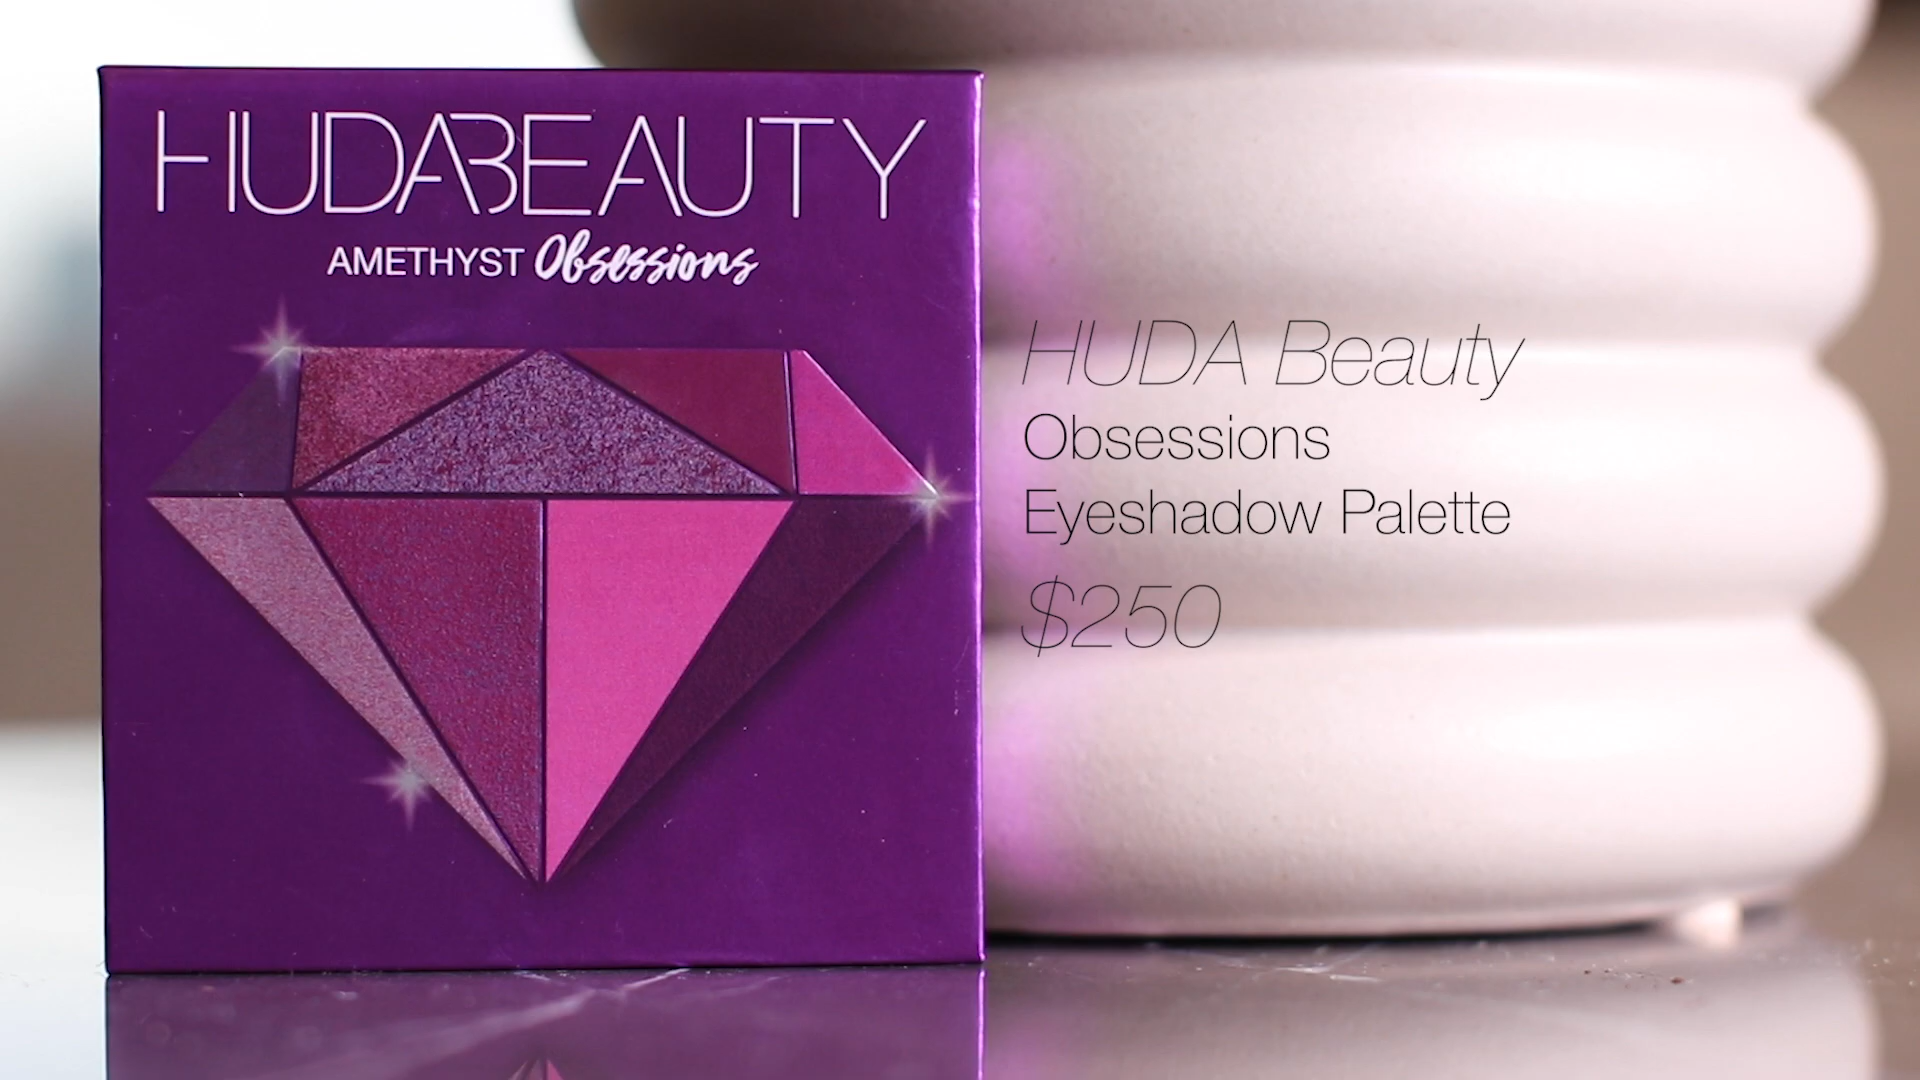 HUDABEAUTY
AMETHYST Obsessions
HUDA Beauty
Obsessions
Eyeshadow Palette
$250